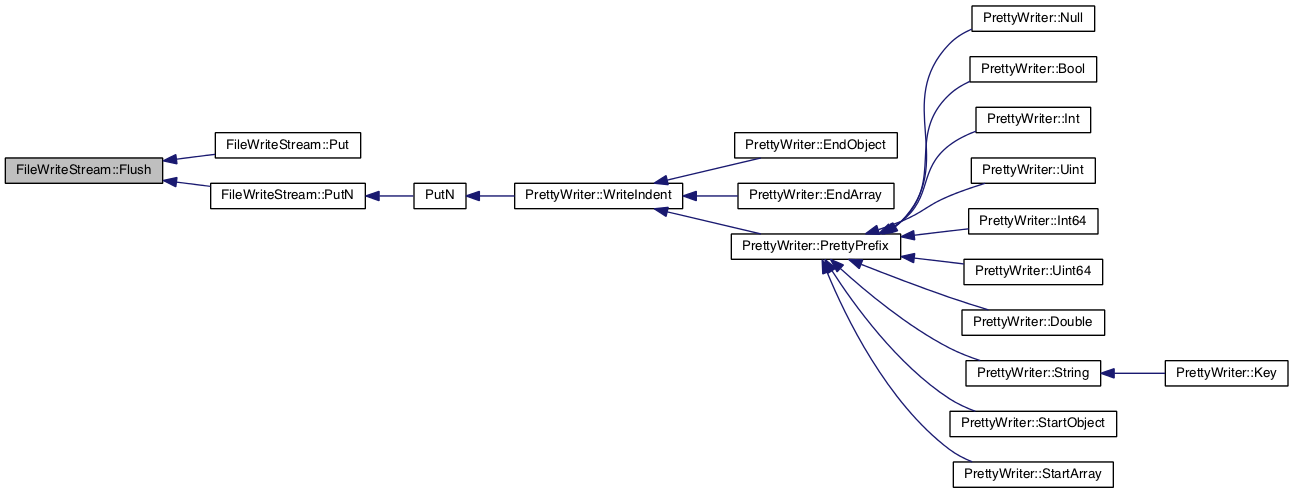 FileWriteStream::Flush
FileWriteStream::Put
FileWriteStream::PutN
PutN
PrettyWriter::WriteIndent
PrettyWriter::EndObject
PrettyWriter::EndArray
PrettyWriter::PrettyPrefix
PrettyWriter::Null
PrettyWriter::Bool
PrettyWriter::Int
PrettyWriter::Uint
PrettyWriter::Int64
PrettyWriter::Uint64
PrettyWriter::Double
PrettyWriter::String
PrettyWriter::Key
PrettyWriter::StartObject
PrettyWriter::StartArray